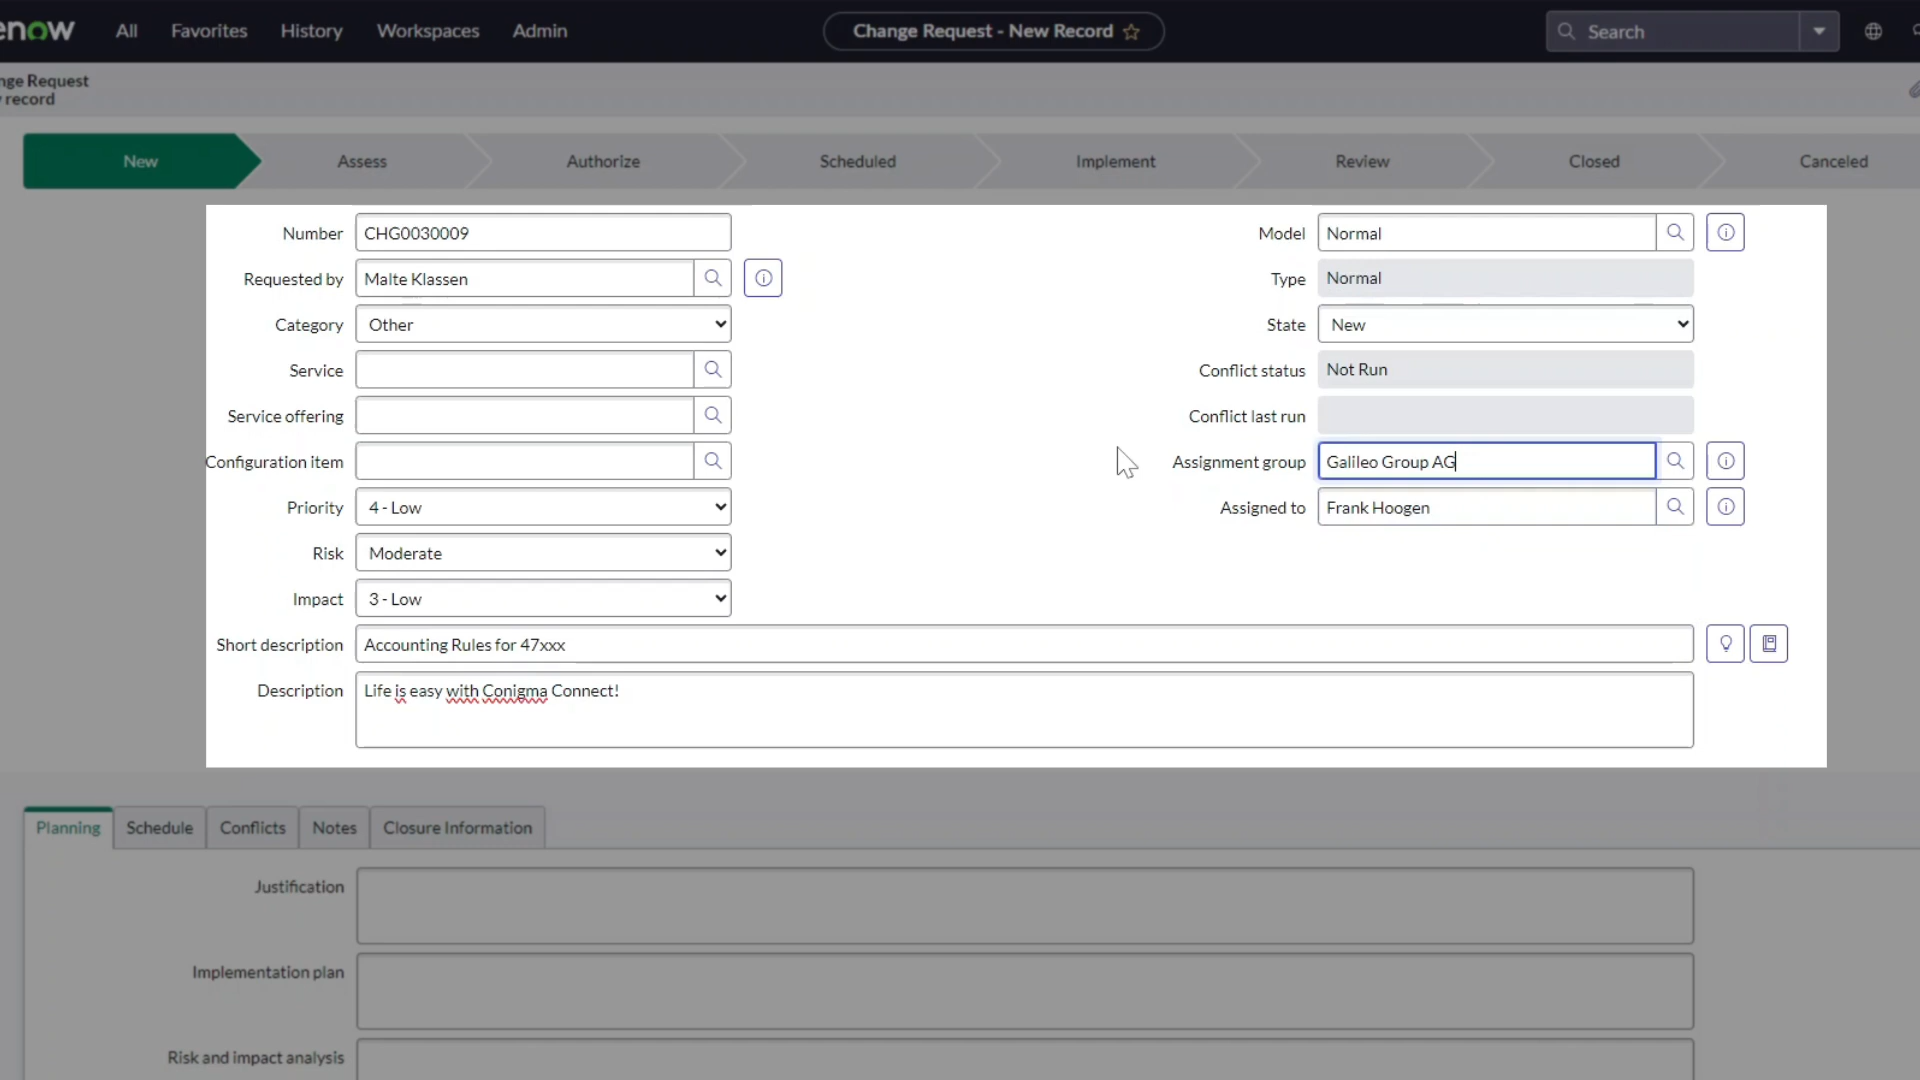 enow All Favorites History Workspaces Admin Change Request - New Record Search
nge Request
record
New Assess Authorize Scheduled Implement Review Closed Canceled
Number CHG0030009 Model Normal
Requested by Malte Klassen Type Normal
Category Other State New
Service Conflict status Not Run
Service offering Conflict last run
Configuration item Assignment group Galileo Group AG
Priority 4 - Low Assigned to Frank Hoogen
Risk Moderate
Impact 3 - Low
Short description Accounting Rules for 47xxx
Description Life is easy with Conigma Connect!
Planning Schedule Conflicts Notes Closure Information
Justification
Implementation plan
Risk and impact analysis